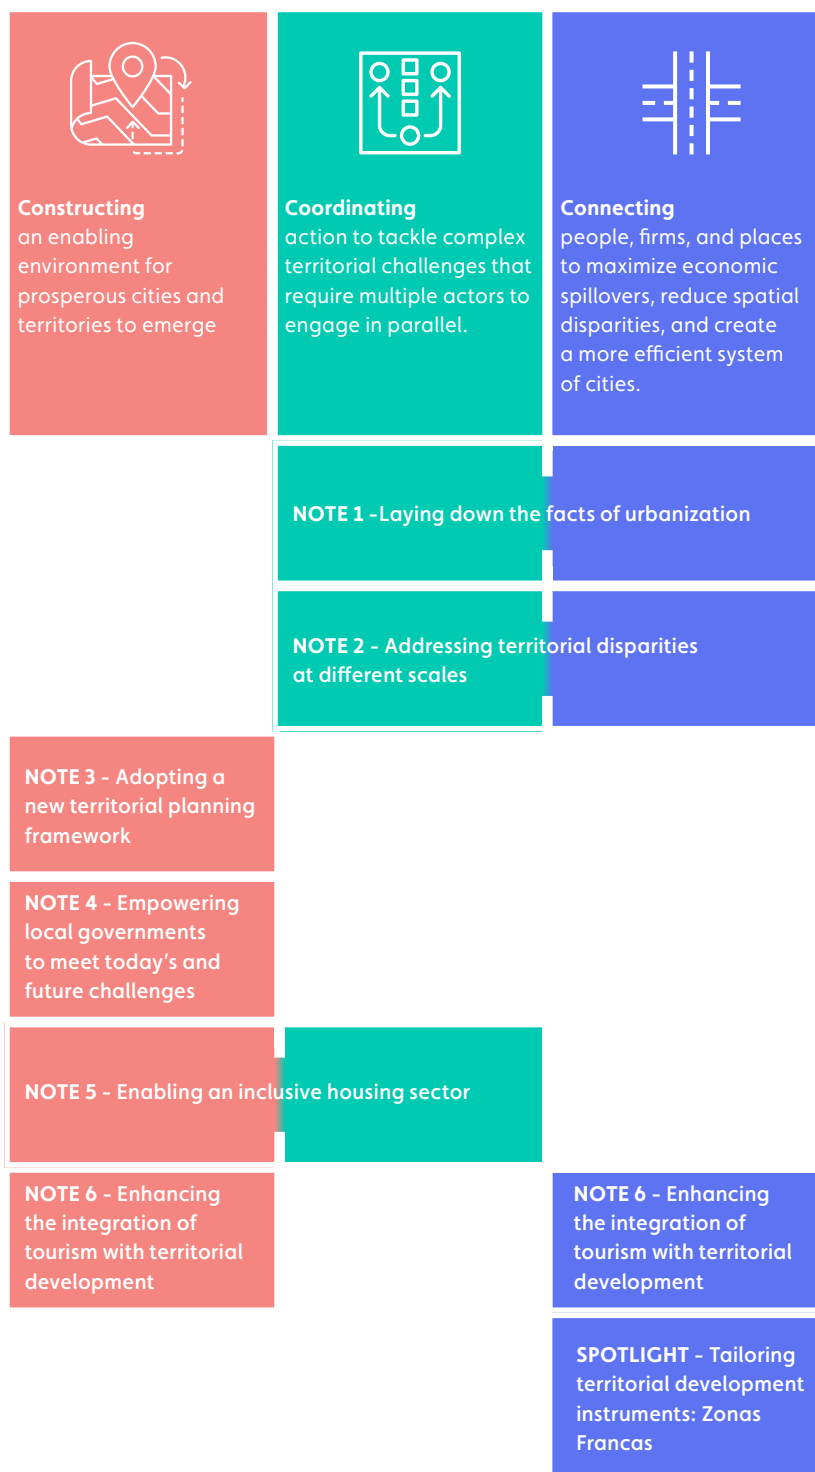 Constructing
an enabling
environment for
prosperous cities and
territories to emerge
Coordinating
action to tackle complex
territorial challenges that
require multiple actors to
engage in parallel.
Connecting
people, firms, and places
to maximize economic
spillovers, reduce spatial
disparities, and create
a more efficient system
of cities.
NOTE 1 -Laying down the facts of urbanization
NOTE 2 - Addressing territorial disparities
at different scales
NOTE 3 - Adopting a
new territorial planning
framework
NOTE 4 - Empowering
local governments
to meet today's and
future challenges
NOTE 5 - Enabling an inclusive housing sector
NOTE 6 - Enhancing
the integration of
tourism with territorial
development
NOTE 6 - Enhancing
the integration of
tourism with territorial
development
SPOTLIGHT - Tailoring
territorial development
instruments: Zonas
Francas